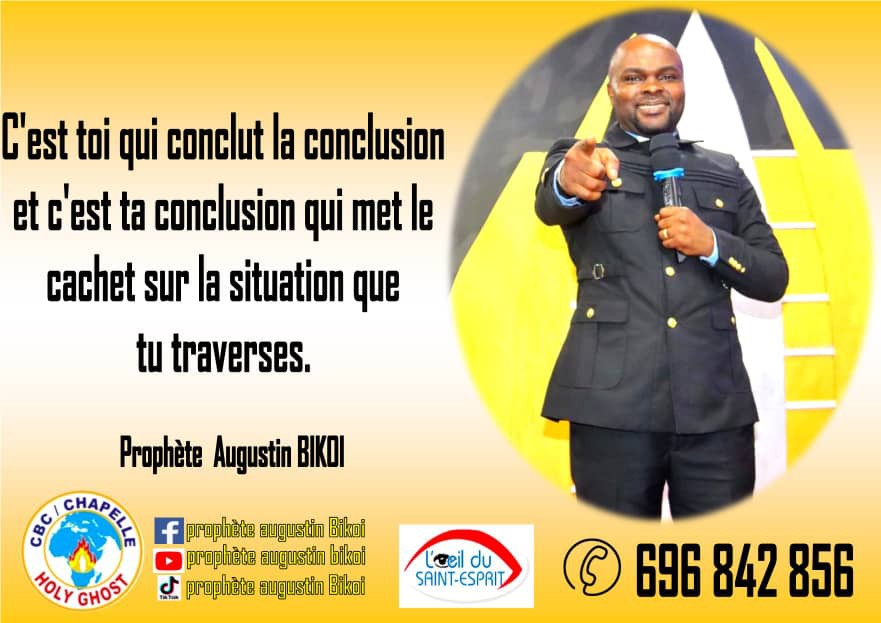 C'est toi qui conclut la conclusion
et c'est ta conclusion qui met le
cachet sur la situation que
tu traverses.
Prophète Augustin BIKOI
CBC / CHAPELLE
HOLY GHOST
prophète augustin Bikoi
prophète augustin bikoi
TikTok
prophète augustin Bikoi
L'œil du
SAINT-ESPRIT
696 842 856